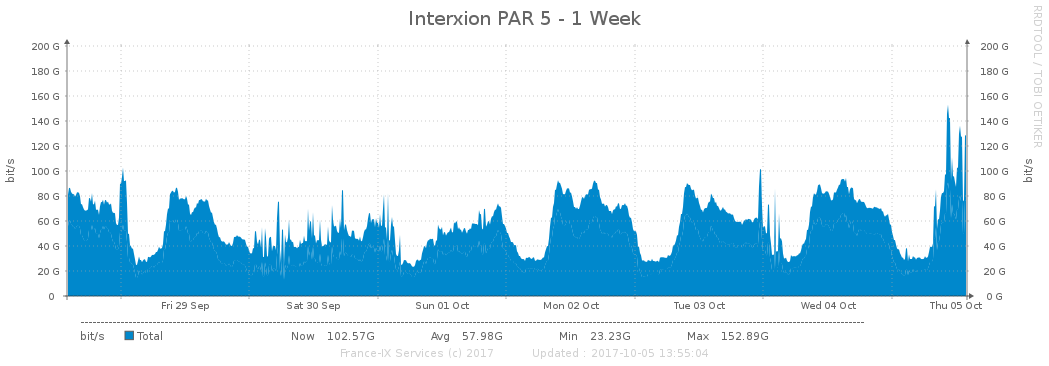 Interxion PAR 5 - 1 Week
RRDTOOL / TOBI OETIKER
200 G 200 G
180 G 180 G
160 G 160 G
140 G 140 G
120 G 120 G
100 G 100 G
80 G 80 G
60 G 60 G
40 G 40 G
20 G 20 G
0 0 G
bit/s
bit/s
Fri 29 Sep Sat 30 Sep Sun 01 Oct Mon 02 Oct Tue 03 Oct Wed 04 Oct Thu 05 Oct
bit/s Total Now 102.57G Avg 57.98G Min 23.23G Max 152.89G
France-IX Services (c) 2017 Updated : 2017-10-05 13:55:04